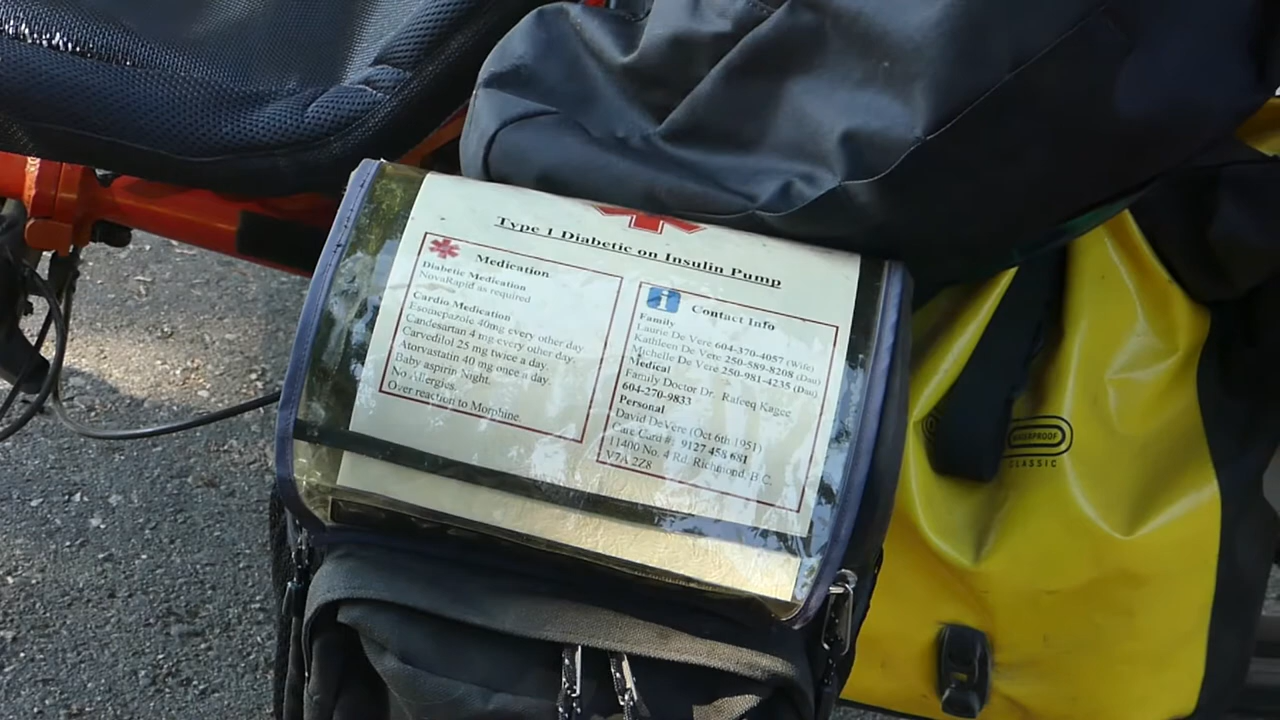 Type 1 Diabetic on Insulin Pump
Medication
Diabetic Medication
NovaRapid as required
Cardio Medication
Esomepazole 40mg every other day
Candesartan 4 mg every other day.
Carvedilol 25 mg twice a day.
Atorvastatin 40 mg once a day.
Baby aspirin Night.
No Allergies.
Over reaction to Morphine.
i Contact Info
Family
Laurie De Vere 604-370-4057 (Wife)
Kathleen De Vere 250-589-8208 (Dau)
Michelle De Vere 250-981-4235 (Dau)
Medical
Family Doctor Dr. Rafeeq Kagee
604-270-9833
Personal
David DeVere (Oct 6th 1951)
Care Card #: 9127 458 681
11400 No. 4 Rd, Richmond, B C.
V7A 2Z8
WATERPROOF
CLASSIC